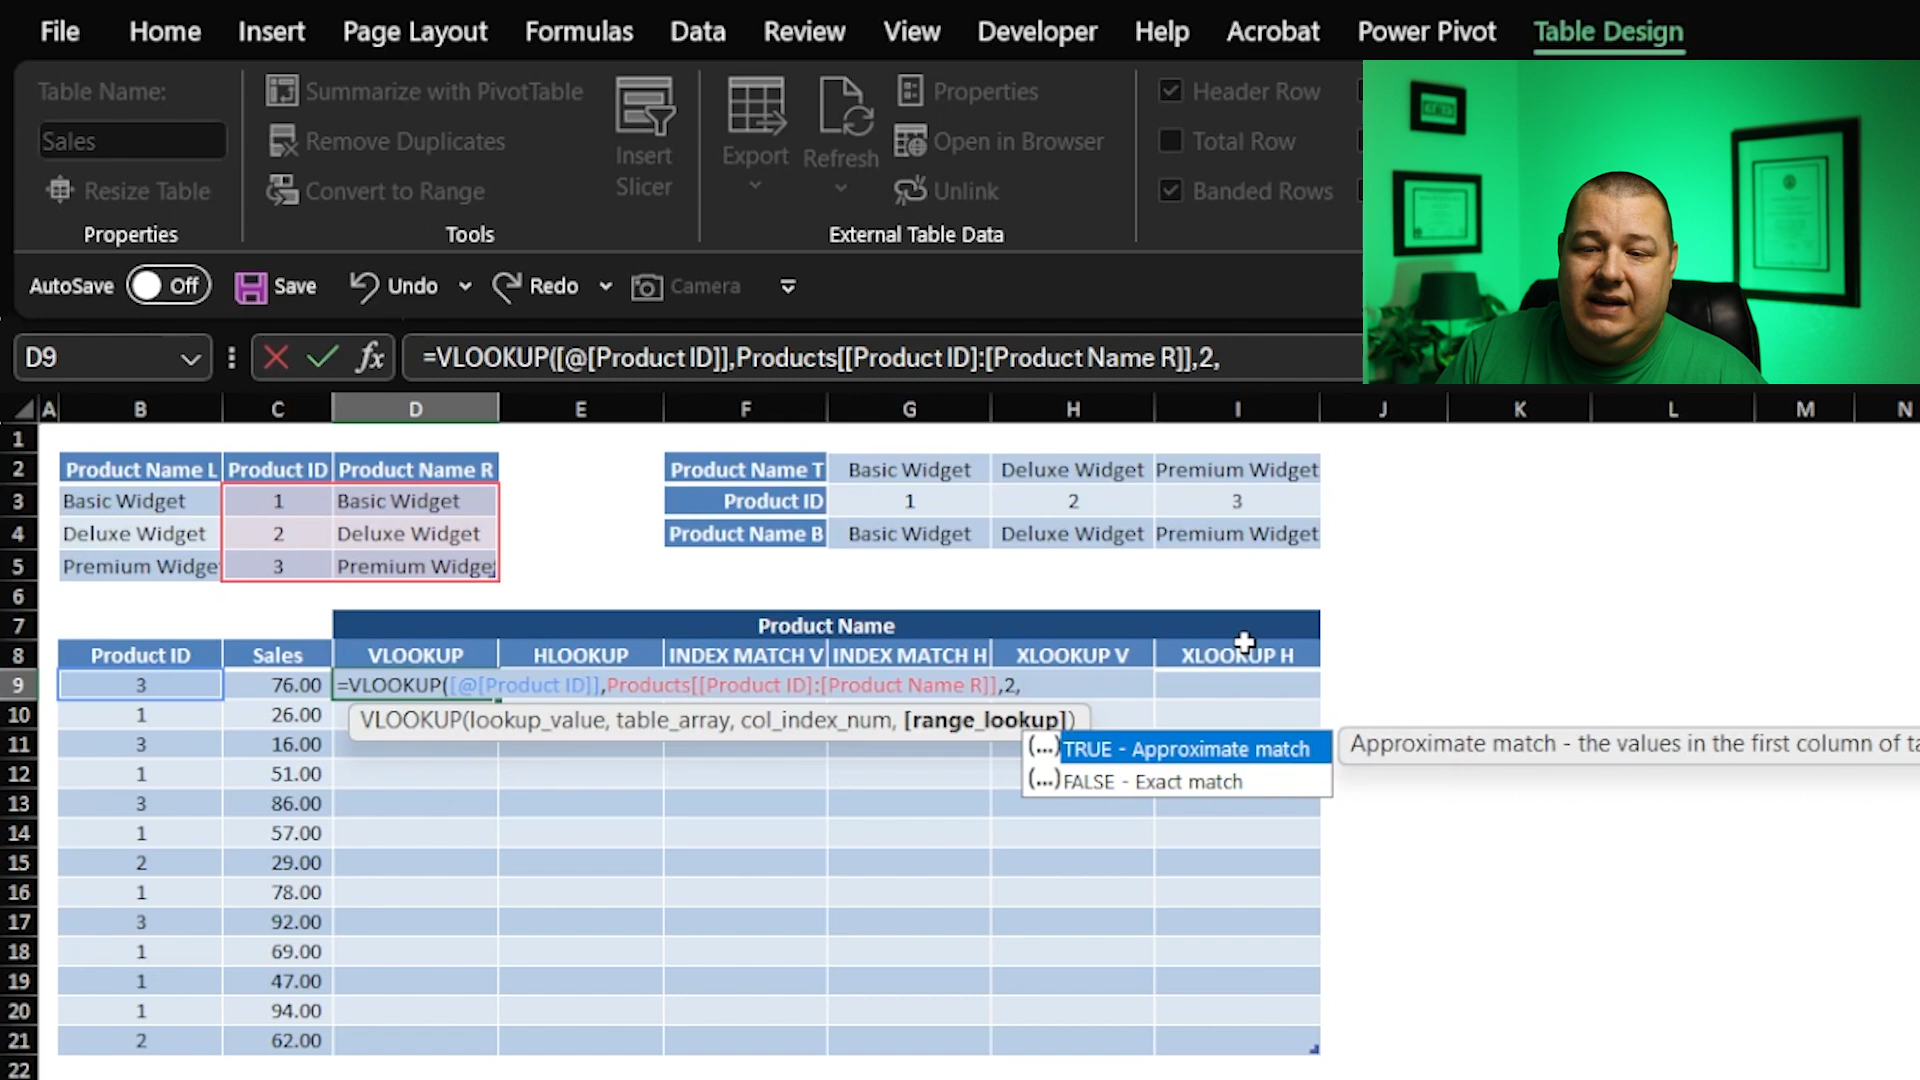 File Home Insert Page Layout Formulas Data Review View Developer Help Acrobat Power Pivot Table Design
Table Name:
Sales
Resize Table
Properties
Summarize with PivotTable
Remove Duplicates
Convert to Range
Tools
Insert
Slicer
Export
Refresh
Properties
Open in Browser
Unlink
External Table Data
Header Row
Total Row
Banded Rows
AutoSave Off Save Undo Redo Camera
D9 fx =VLOOKUP([@[Product ID]],Products[[Product ID]:[Product Name R]],2,
A B C D E F G H I J K L M N
1
2 Product Name L Product ID Product Name R Product Name T Basic Widget Deluxe Widget Premium Widget
3 Basic Widget 1 Basic Widget Product ID 1 2 3
4 Deluxe Widget 2 Deluxe Widget Product Name B Basic Widget Deluxe Widget Premium Widget
5 Premium Widge 3 Premium Widge
6
7 Product Name
8 Product ID Sales VLOOKUP HLOOKUP INDEX MATCH V INDEX MATCH H XLOOKUP V XLOOKUP H
9 3 76.00 =VLOOKUP([@[Product ID]],Products[[Product ID]:[Product Name R]],2,
10 1 26.00 VLOOKUP(lookup_value, table_array, col_index_num, [range_lookup])
11 3 16.00 (...) TRUE - Approximate match Approximate match - the values in the first column of ta
12 1 51.00 (...) FALSE - Exact match
13 3 86.00
14 1 57.00
15 2 29.00
16 1 78.00
17 3 92.00
18 1 69.00
19 1 47.00
20 1 94.00
21 2 62.00
22